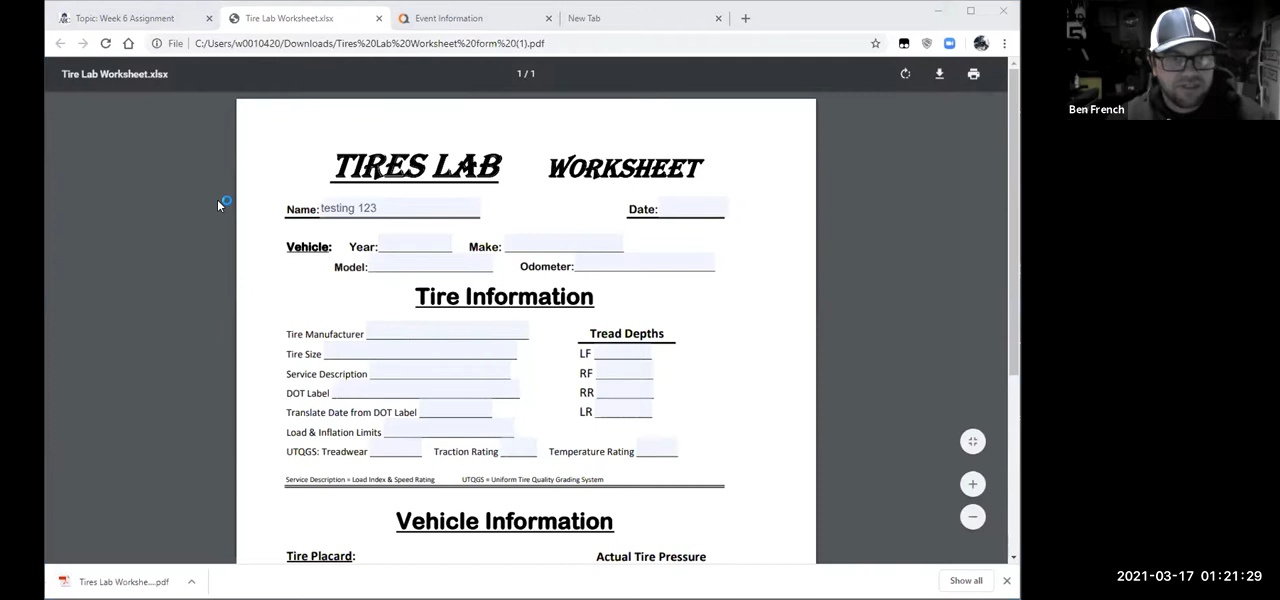 Topic: Week 6 Assignment
Tire Lab Worksheet.xlsx
Event Information
New Tab
File
C:/Users/w0010420/Downloads/Tires%20Lab%20Worksheet%20form%20(1).pdf
Tire Lab Worksheet.xlsx
1 / 1
Ben French
TIRES LAB WORKSHEET
Name: testing 123 Date:
Vehicle: Year: Make:
Model: Odometer:
Tire Information
Tire Manufacturer Tread Depths
Tire Size LF
Service Description RF
DOT Label RR
Translate Date from DOT Label LR
Load & Inflation Limits
UTQGS: Treadwear Traction Rating Temperature Rating
Service Description = Load Index & Speed Rating UTQGS = Uniform Tire Quality Grading System
Vehicle Information
Tire Placard: Actual Tire Pressure
Tires Lab Workshe....pdf
Show all
2021-03-17 01:21:29